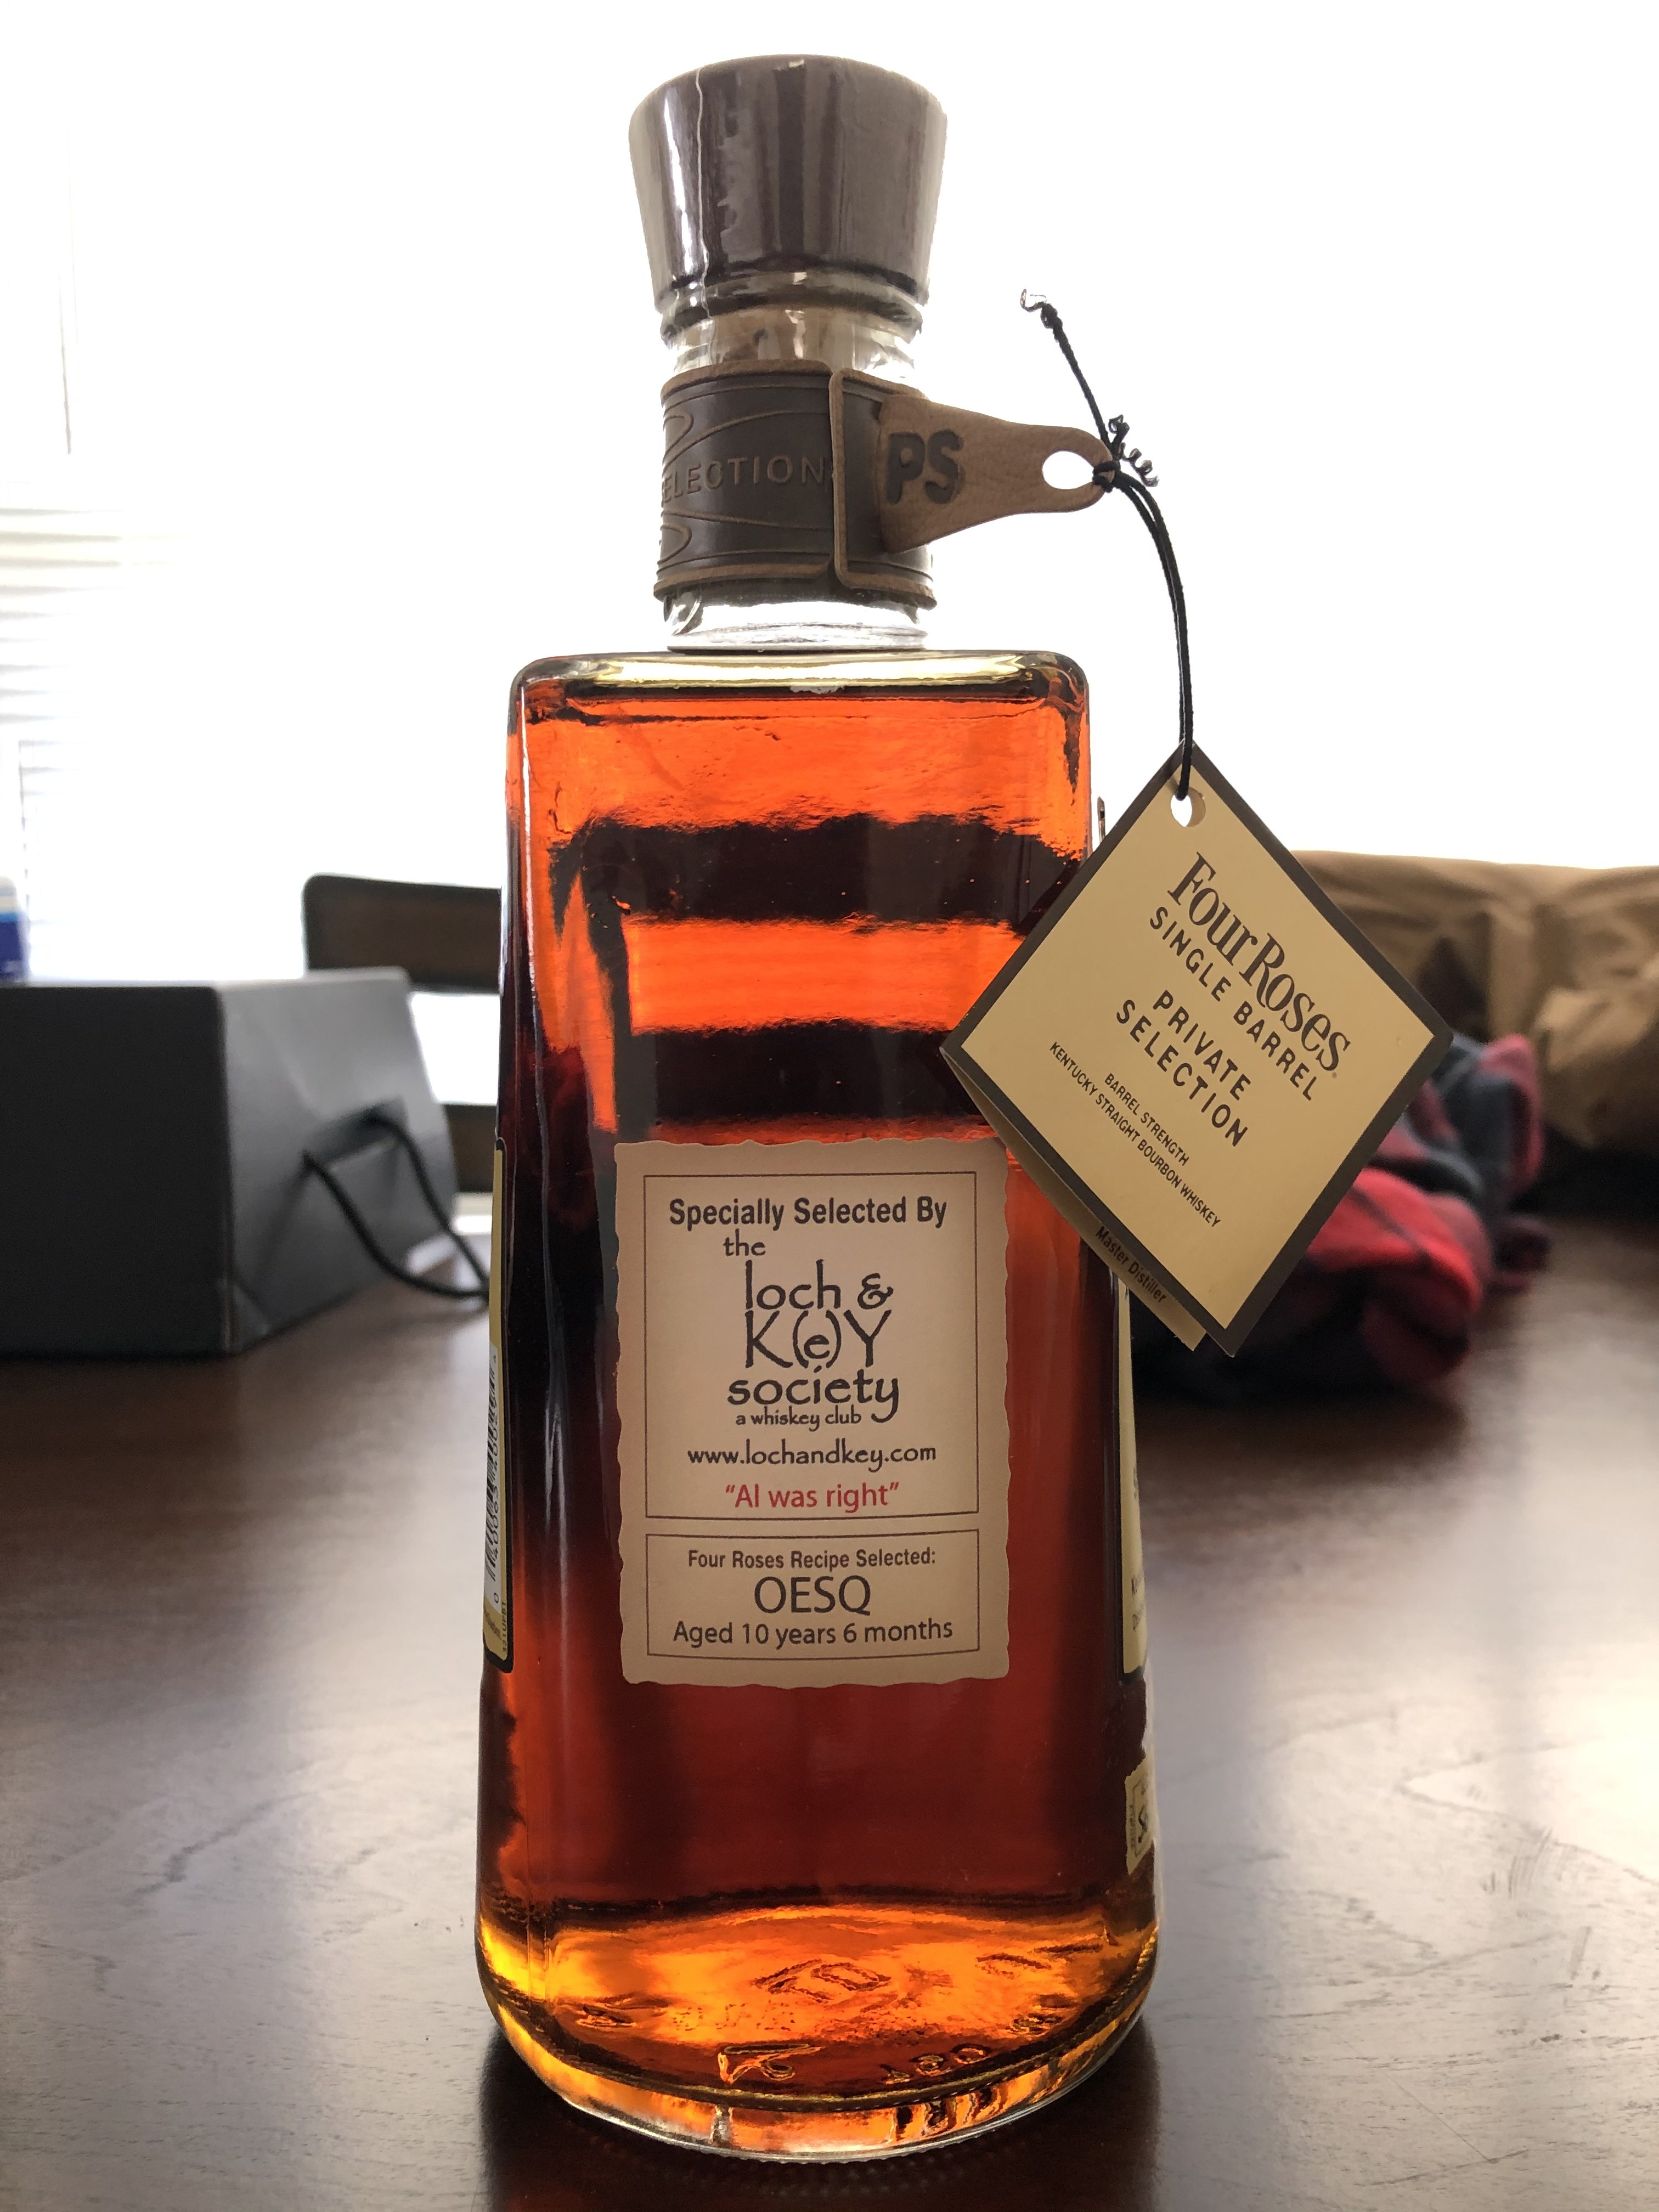 ELECTION
PS
Four Roses
SINGLE BARREL
PRIVATE
SELECTION
BARREL STRENGTH
KENTUCKY STRAIGHT BOURBON WHISKEY
Master Distiller
Specially Selected By
the
loch &
K(e)Y
society
a whiskey club
www.lochandkey.com
“Al was right”
Four Roses Recipe Selected:
OESQ
Aged 10 years 6 months